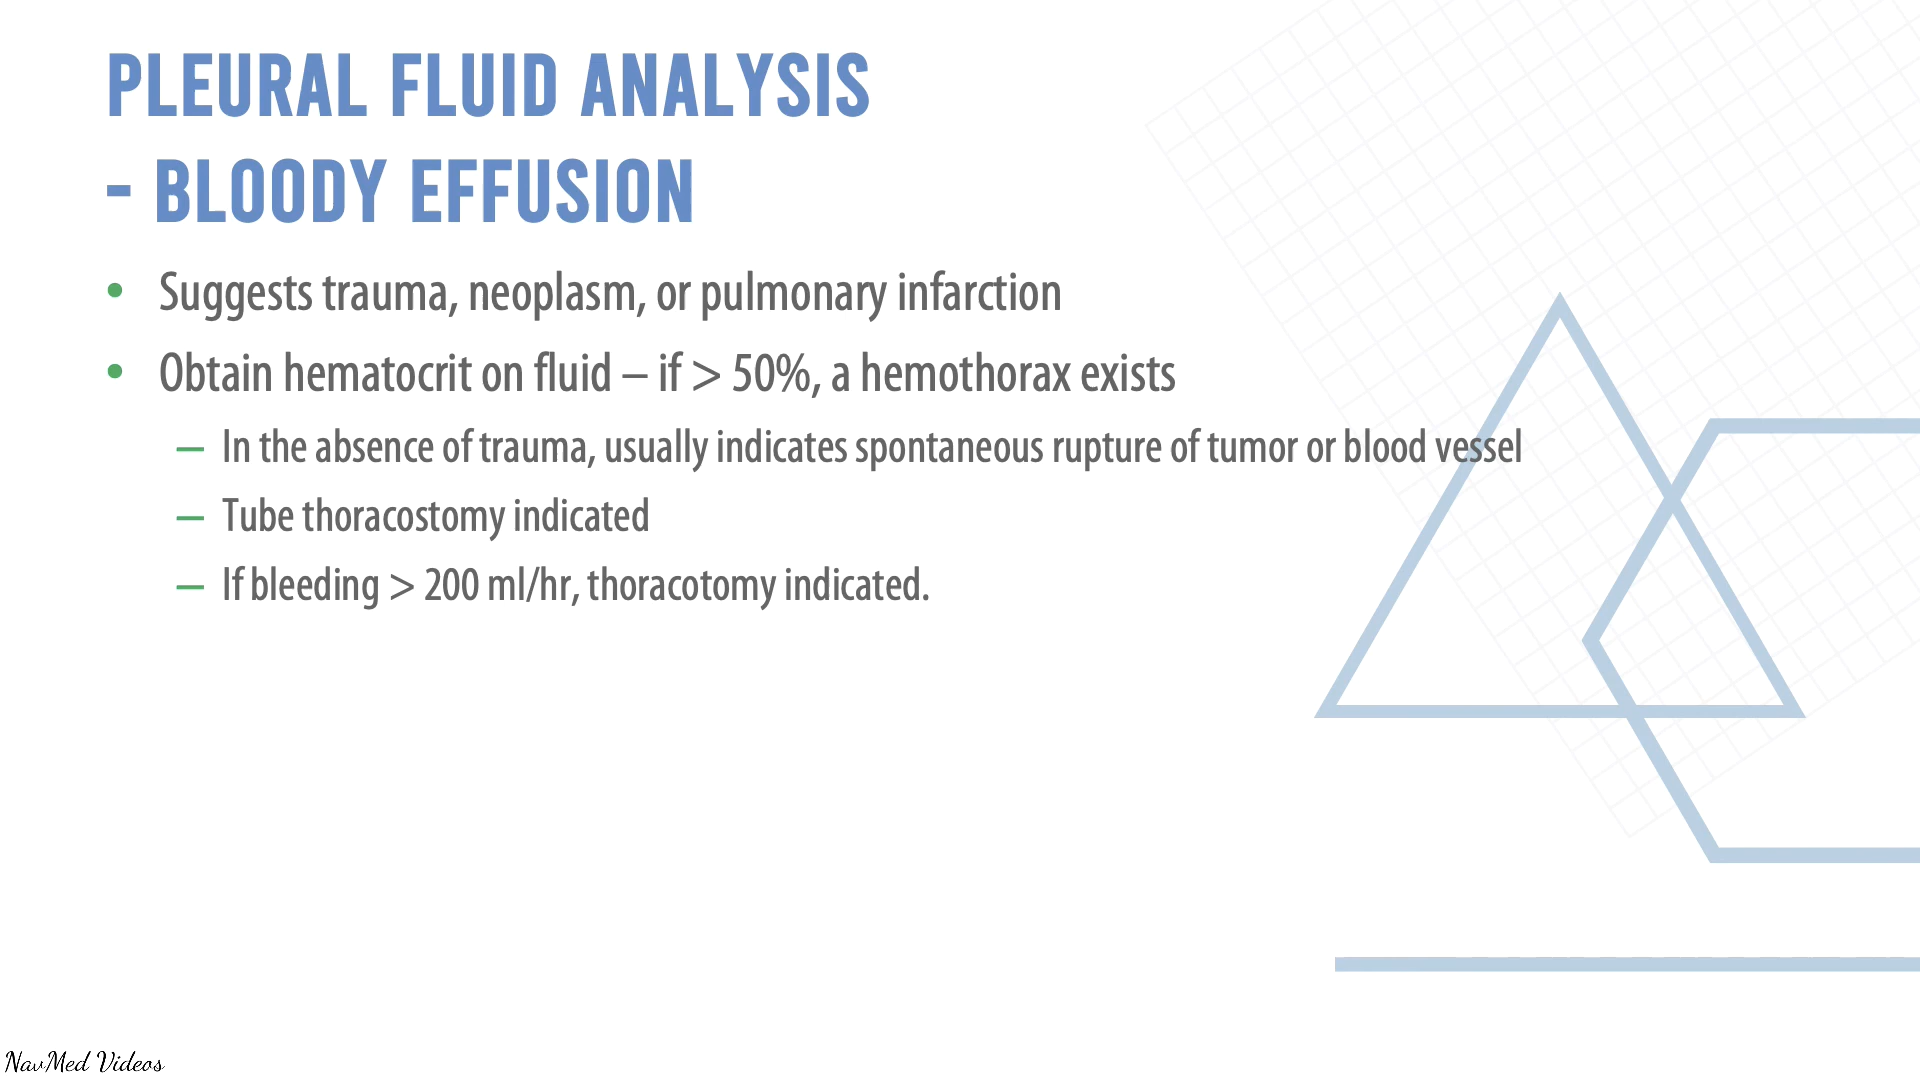 PLEURAL FLUID ANALYSIS
- BLOODY EFFUSION
• Suggests trauma, neoplasm, or pulmonary infarction
• Obtain hematocrit on fluid – if > 50%, a hemothorax exists
– In the absence of trauma, usually indicates spontaneous rupture of tumor or blood vessel
– Tube thoracostomy indicated
– If bleeding > 200 ml/hr, thoracotomy indicated.
NavMed Videos